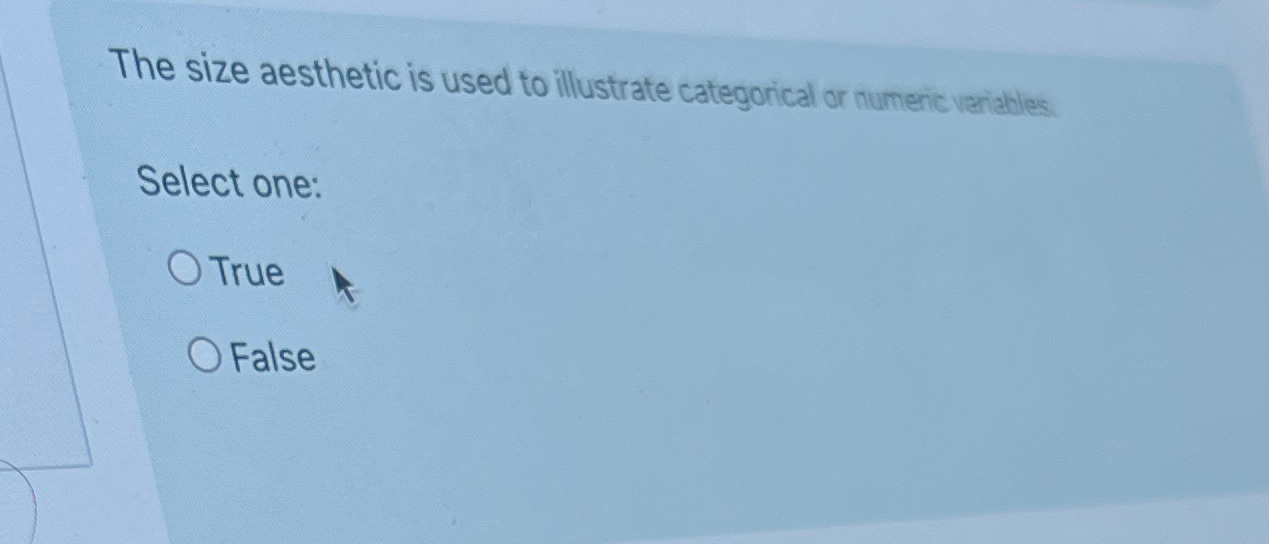 The size aesthetic is used to illustrate categorical or numeric variables.
Select one:
True
False